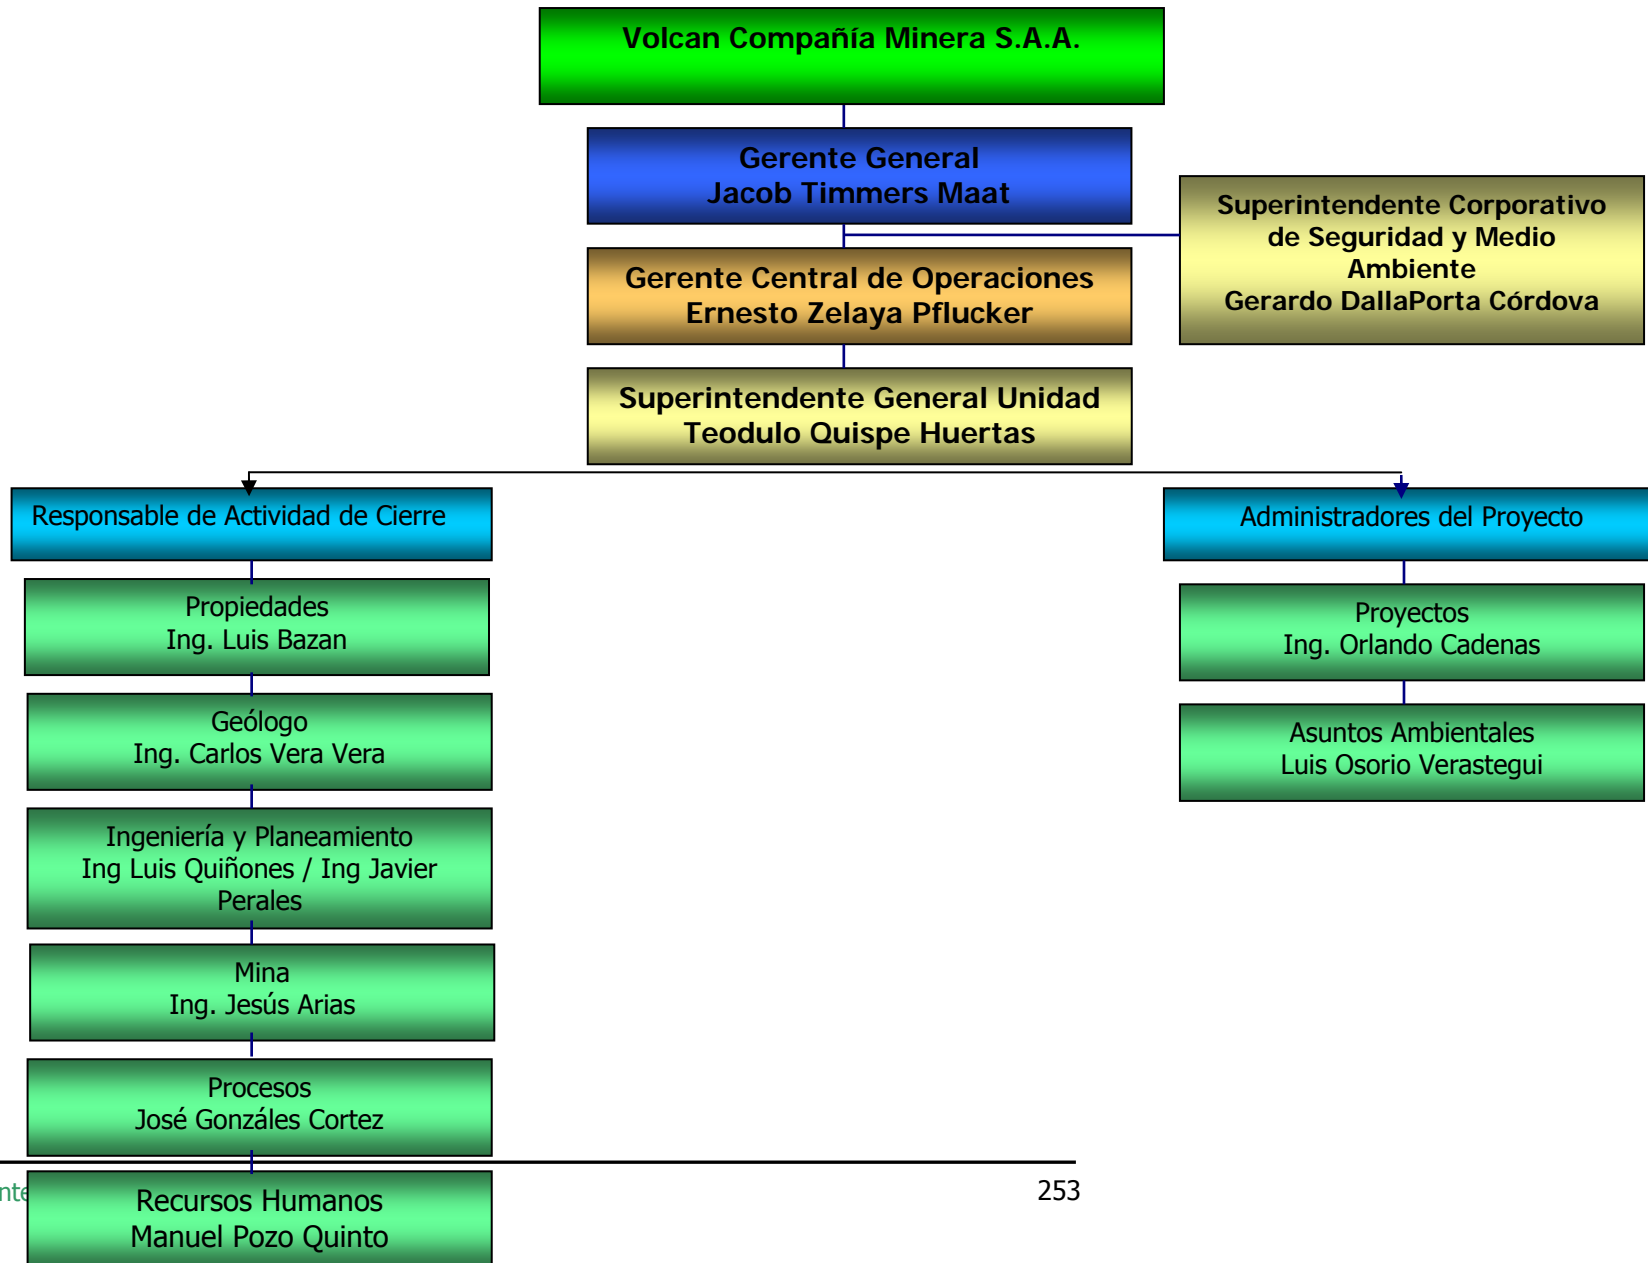 Volcan Compañía Minera S.A.A.
Gerente General
Jacob Timmers Maat
Superintendente Corporativo
de Seguridad y Medio
Ambiente
Gerardo DallaPorta Córdova
Gerente Central de Operaciones
Ernesto Zelaya Pflucker
Superintendente General Unidad
Teodulo Quispe Huertas
Responsable de Actividad de Cierre
Propiedades
Ing. Luis Bazan
Geólogo
Ing. Carlos Vera Vera
Ingeniería y Planeamiento
Ing Luis Quiñones / Ing Javier
Perales
Mina
Ing. Jesús Arias
Procesos
José Gonzáles Cortez
Recursos Humanos
Manuel Pozo Quinto
Administradores del Proyecto
Proyectos
Ing. Orlando Cadenas
Asuntos Ambientales
Luis Osorio Verastegui
253